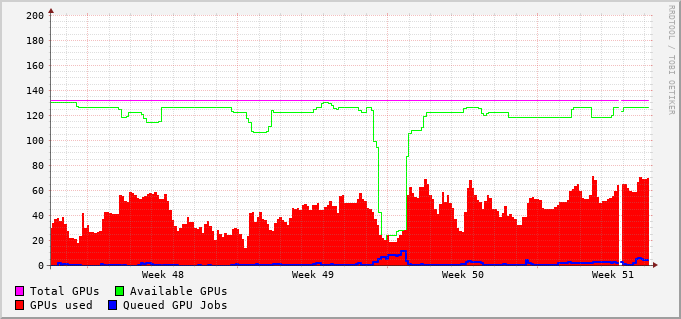 200
180
160
140
120
100
80
60
40
20
0
Week 48 Week 49 Week 50 Week 51
Total GPUs Available GPUs
GPUs used Queued GPU Jobs
RRDTOOL / TOBI OETIKER